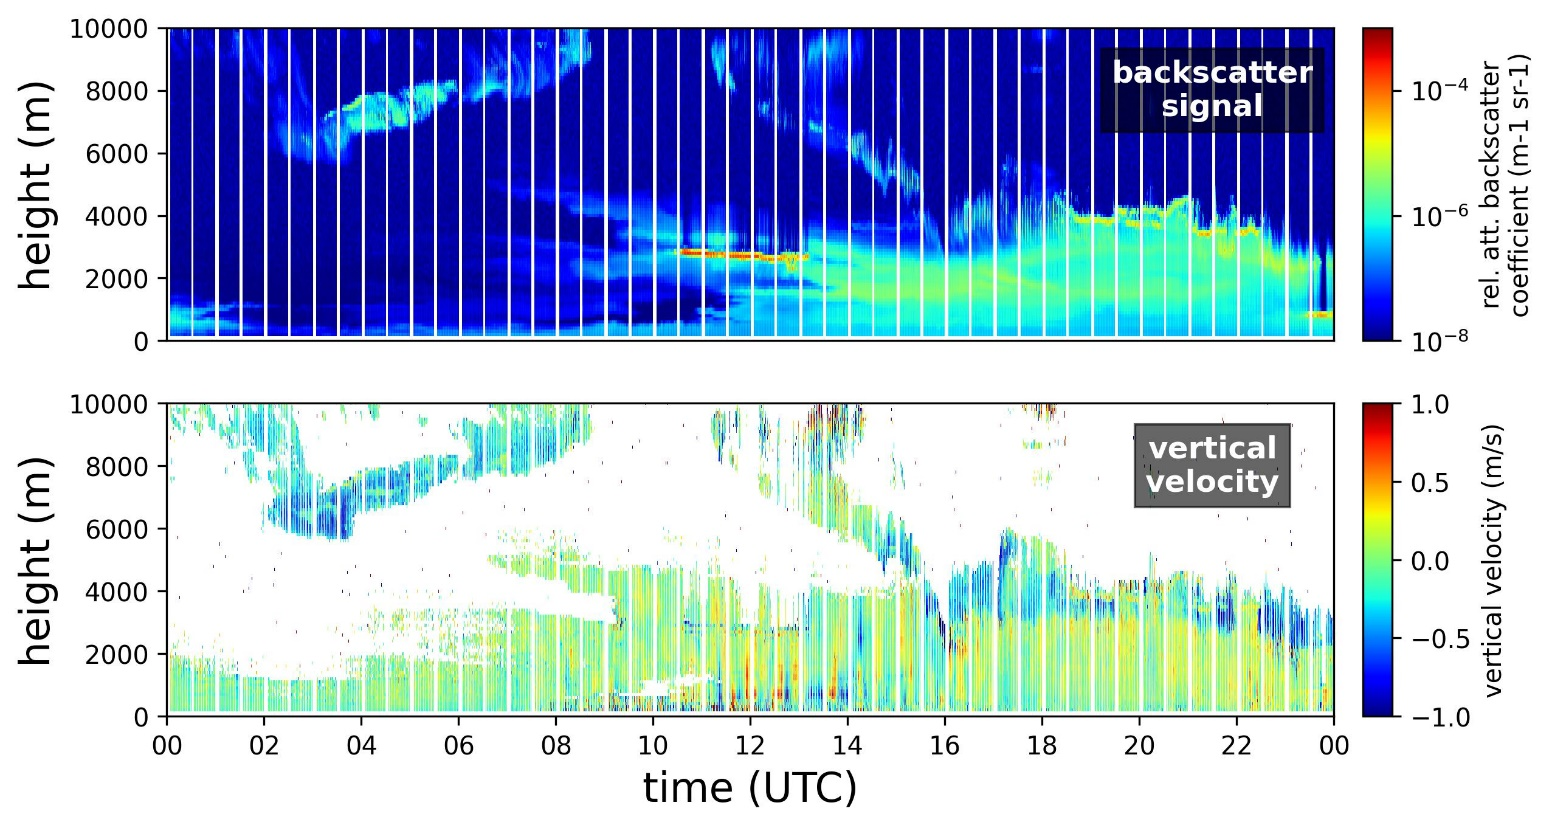 10000
8000
6000
4000
2000
0
height (m)
backscatter
signal
10⁻⁴
10⁻⁶
10⁻⁸
rel. att. backscatter
coefficient (m-1 sr-1)
10000
8000
6000
4000
2000
0
height (m)
vertical
velocity
1.0
0.5
0.0
−0.5
−1.0
vertical velocity (m/s)
00 02 04 06 08 10 12 14 16 18 20 22 00
time (UTC)